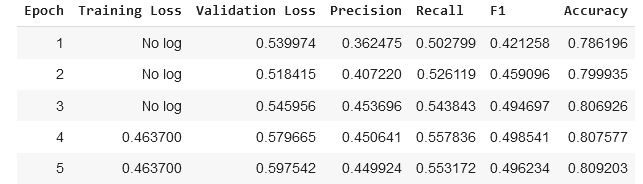 Epoch Training Loss Validation Loss Precision Recall F1 Accuracy
1 No log 0.539974 0.362475 0.502799 0.421258 0.786196
2 No log 0.518415 0.407220 0.526119 0.459096 0.799935
3 No log 0.545956 0.453696 0.543843 0.494697 0.806926
4 0.463700 0.579665 0.450641 0.557836 0.498541 0.807577
5 0.463700 0.597542 0.449924 0.553172 0.496234 0.809203